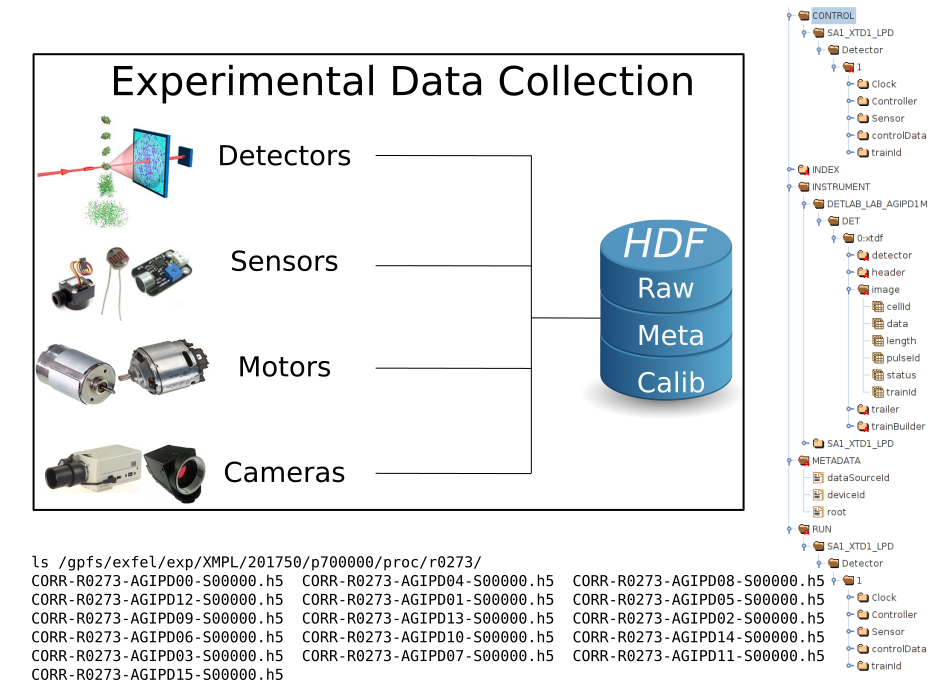 Experimental Data Collection
Detectors
Sensors
Motors
Cameras
HDF
Raw
Meta
Calib
ls /gpfs/exfel/exp/XMPL/201750/p700000/proc/r0273/
CORR-R0273-AGIPD00-S00000.h5 CORR-R0273-AGIPD04-S00000.h5 CORR-R0273-AGIPD08-S00000.h5
CORR-R0273-AGIPD12-S00000.h5 CORR-R0273-AGIPD01-S00000.h5 CORR-R0273-AGIPD05-S00000.h5
CORR-R0273-AGIPD09-S00000.h5 CORR-R0273-AGIPD13-S00000.h5 CORR-R0273-AGIPD02-S00000.h5
CORR-R0273-AGIPD06-S00000.h5 CORR-R0273-AGIPD10-S00000.h5 CORR-R0273-AGIPD14-S00000.h5
CORR-R0273-AGIPD03-S00000.h5 CORR-R0273-AGIPD07-S00000.h5 CORR-R0273-AGIPD11-S00000.h5
CORR-R0273-AGIPD15-S00000.h5
CONTROL
SA1_XTD1_LPD
Detector
1
Clock
Controller
Sensor
controlData
trainId
INDEX
INSTRUMENT
DETLAB_LAB_AGIPD1M
DET
0:xtdf
detector
header
image
cellId
data
length
pulseId
status
trainId
trailer
trainBuilder
SA1_XTD1_LPD
METADATA
dataSourceId
deviceId
root
RUN
SA1_XTD1_LPD
Detector
1
Clock
Controller
Sensor
controlData
trainId